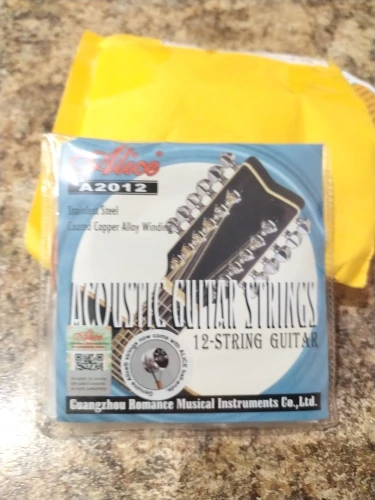 Alice
A2012
Stainless Steel
Coated Copper Alloy Winding
ACOUSTIC GUITAR STRINGS
12-STRING GUITAR
Alice
Guangzhou Romance Musical Instruments Co.,Ltd.